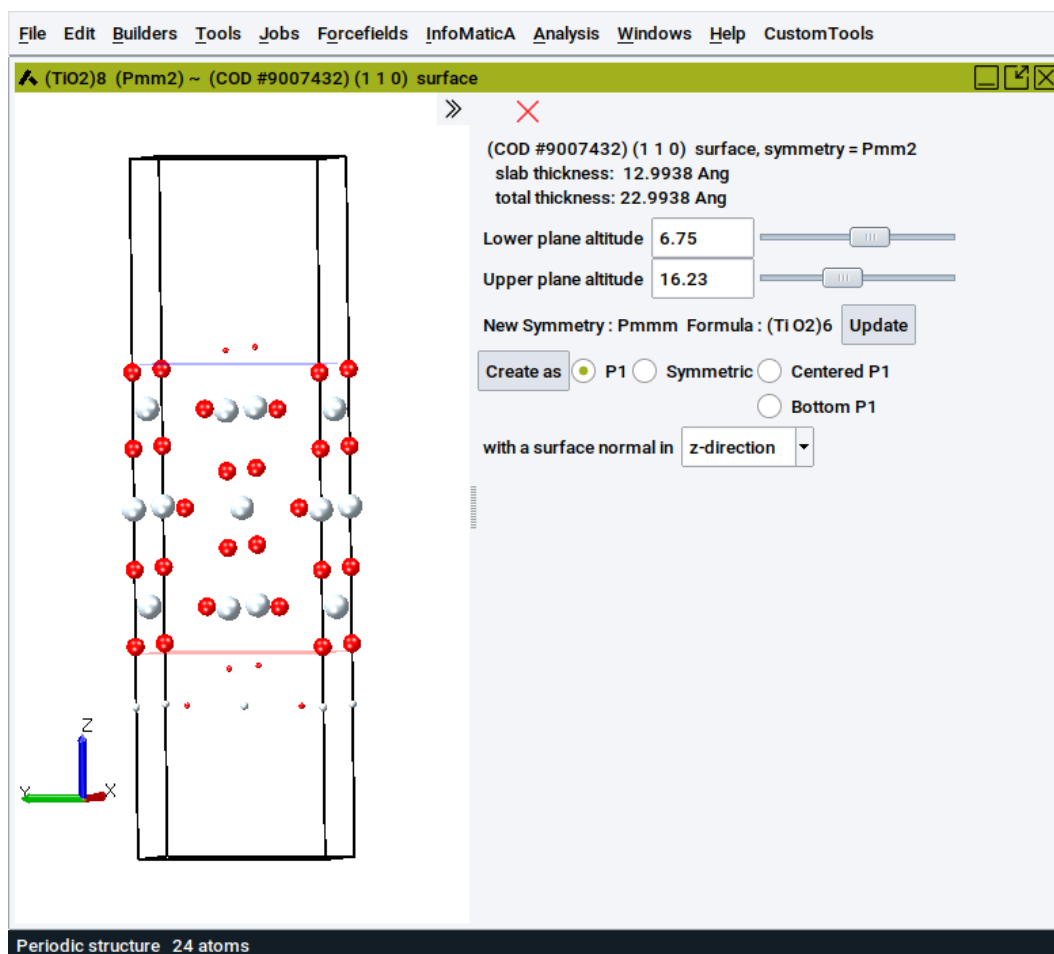 File Edit Builders Tools Jobs Forcefields InfoMaticA Analysis Windows Help CustomTools
(TiO2)8 (Pmm2) ~ (COD #9007432) (1 1 0) surface
(COD #9007432) (1 1 0) surface, symmetry = Pmm2
slab thickness: 12.9938 Ang
total thickness: 22.9938 Ang
Lower plane altitude 6.75
Upper plane altitude 16.23
New Symmetry : Pmmm Formula : (Ti O2)6 Update
Create as P1 Symmetric Centered P1
Bottom P1
with a surface normal in z-direction
Z
Y X
Periodic structure 24 atoms